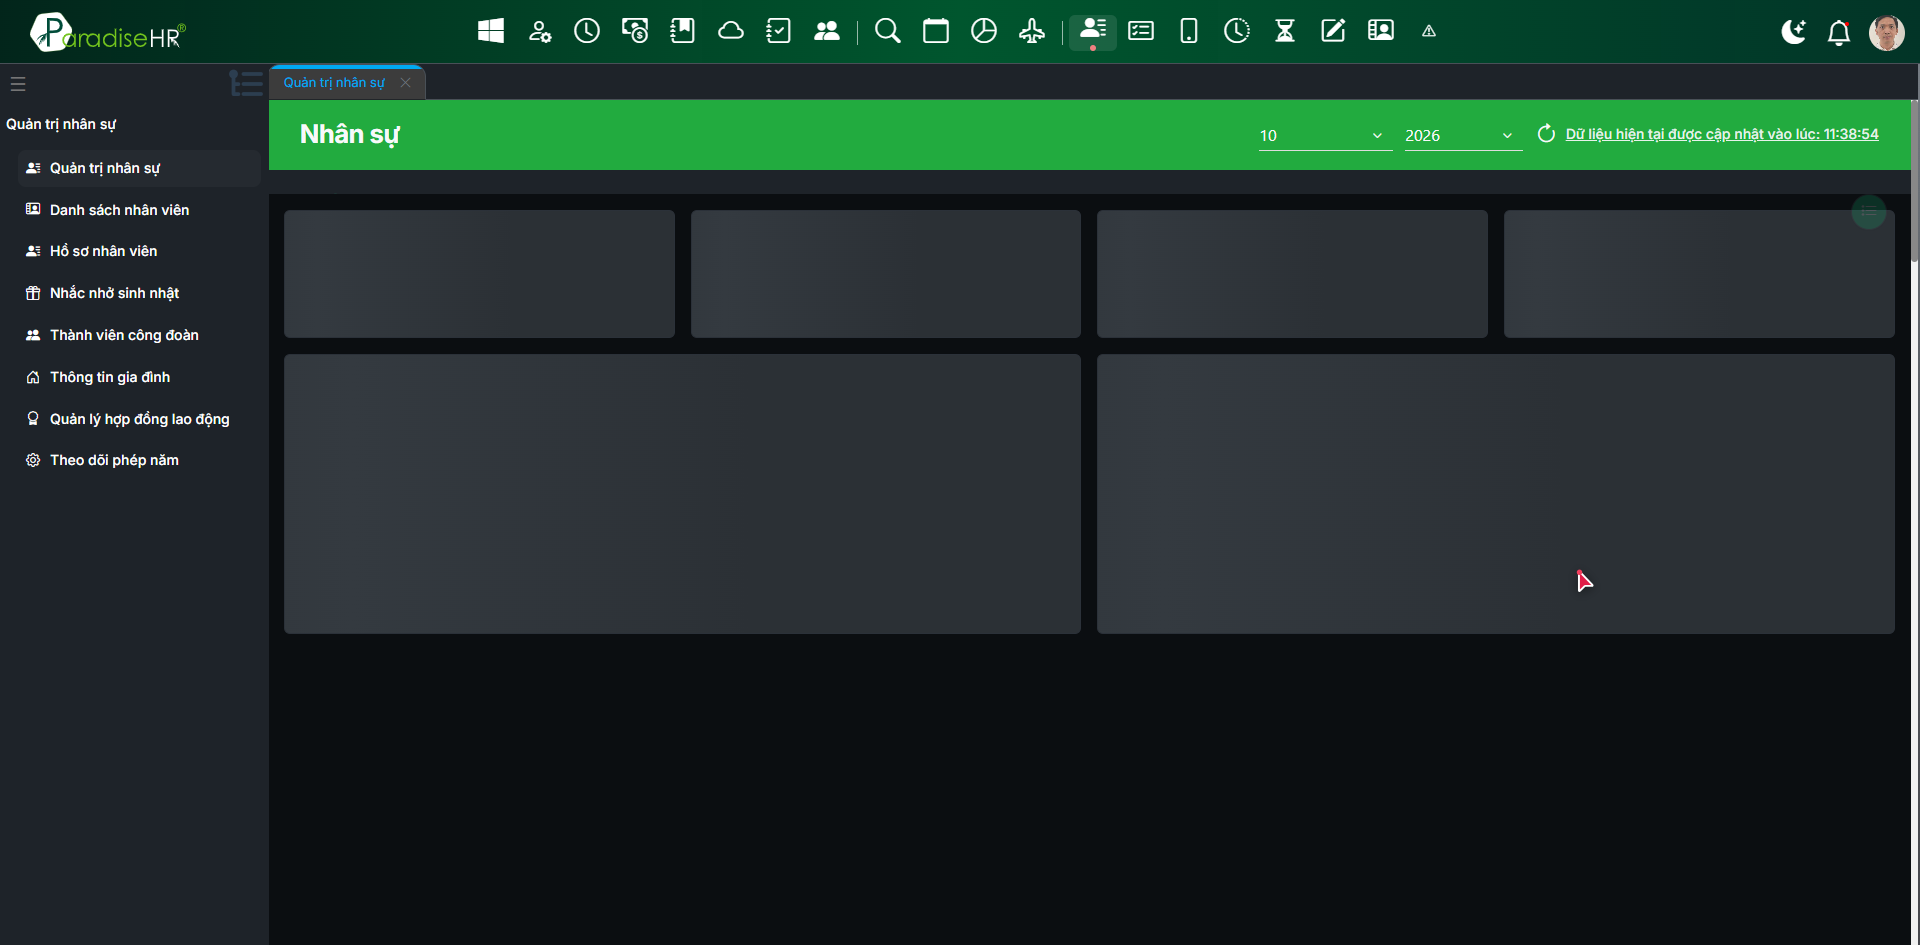 ParadiseHR®
Quản trị nhân sự
Quản trị nhân sự
Nhân sự
10
2026
Dữ liệu hiện tại được cập nhật vào lúc: 11:38:54
Quản trị nhân sự
Danh sách nhân viên
Hồ sơ nhân viên
Nhắc nhở sinh nhật
Thành viên công đoàn
Thông tin gia đình
Quản lý hợp đồng lao động
Theo dõi phép năm